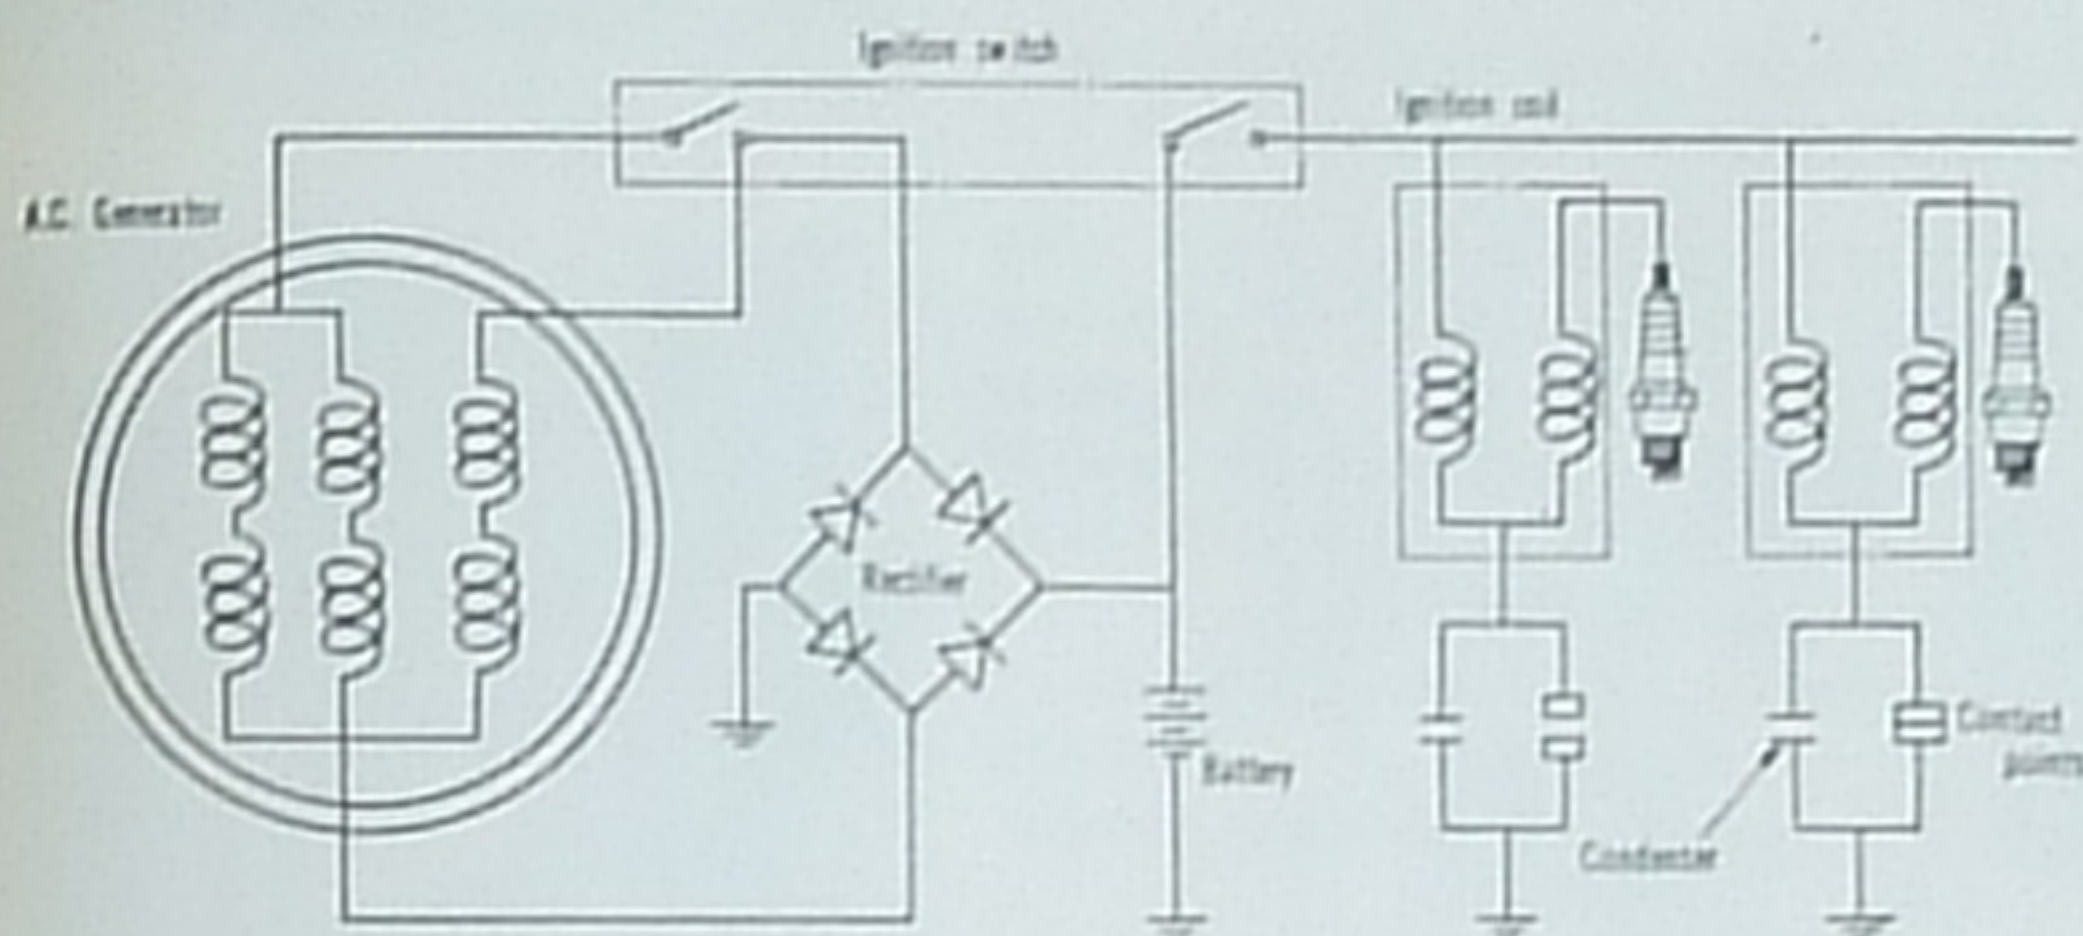 Ignition switch
Ignition coil
A.C. Generator
Rectifier
Contact
points
Battery
Condenser